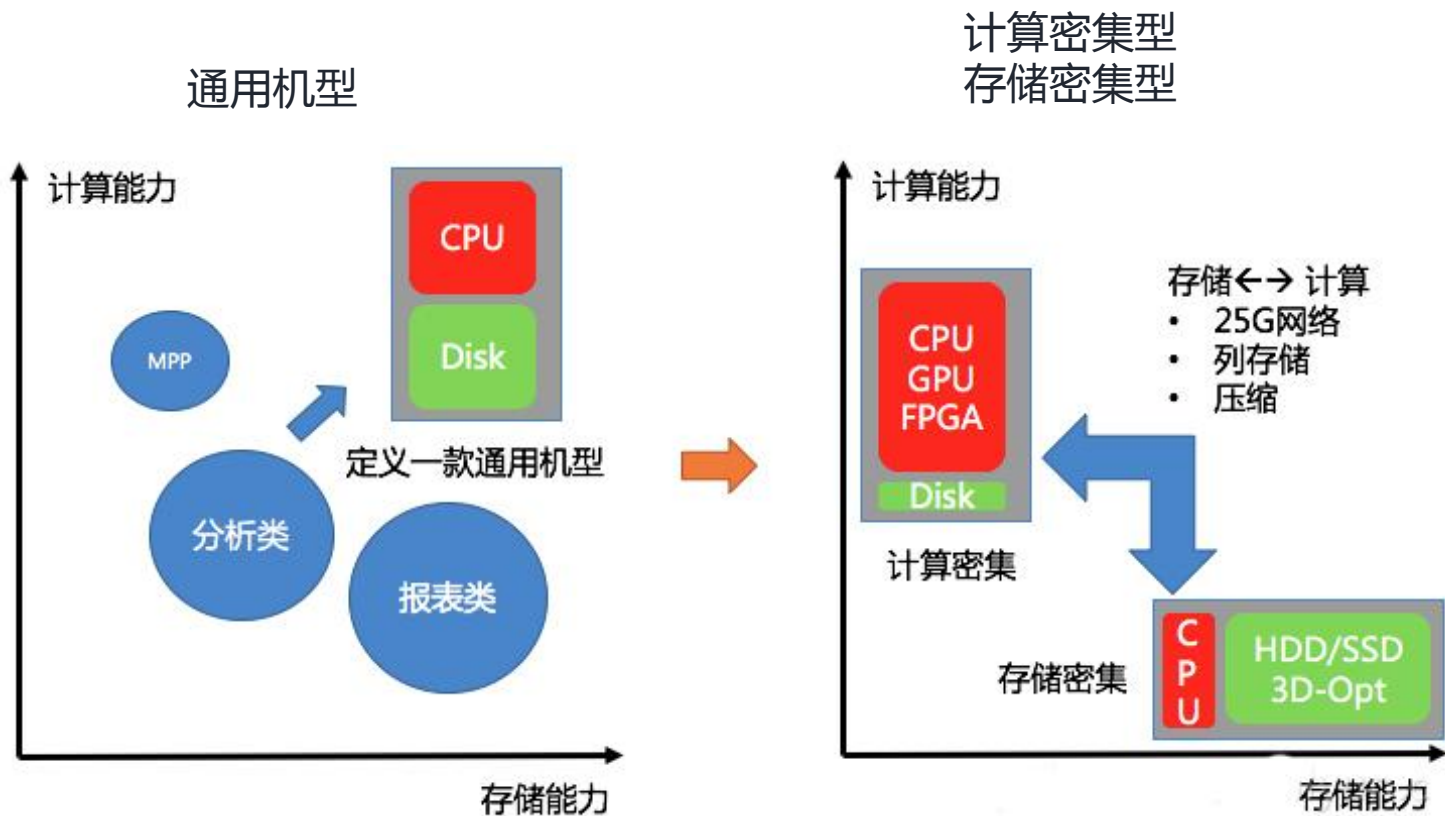 通用机型
计算能力
CPU
Disk
MPP
定义一款通用机型
分析类
报表类
存储能力
计算密集型
存储密集型
计算能力
CPU
GPU
FPGA
Disk
计算密集
存储←→ 计算
• 25G网络
• 列存储
• 压缩
存储密集
C
P
U
HDD/SSD
3D-Opt
存储能力